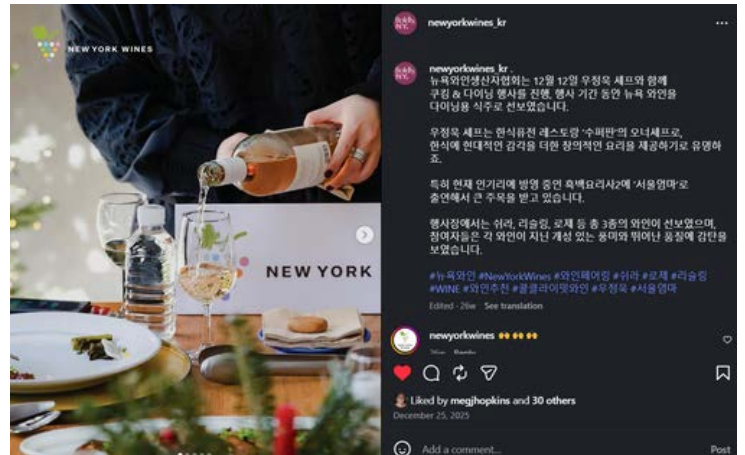 NEW YORK WINES
NEW YORK
newyorkwines_kr
newyorkwines_kr .
뉴욕와인생산자협회는 12월 12일 우정욱 셰프와 함께
쿠킹 & 다이닝 행사를 진행, 행사 기간 동안 뉴욕 와인을
다이닝용 식주로 선보였습니다.
우정욱 셰프는 한식퓨전 레스토랑 '수퍼판'의 오너셰프로,
한식에 현대적인 감각을 더한 창의적인 요리를 제공하기로 유명하
죠.
특히 현재 인기리에 방영 중인 흑백요리사2에 '서울엄마'로
출연해서 큰 주목을 받고 있습니다.
행사장에서는 쉬라, 리슬링, 로제 등 총 3종의 와인이 선보였으며,
참여자들은 각 와인이 지닌 개성 있는 풍미와 뛰어난 품질에 감탄을
보였습니다.
#뉴욕와인 #NewYorkWines #와인페어링 #쉬라 #로제 #리슬링
#WINE #와인추천 #쿨클라이밋와인 #우정욱 #서울엄마
Edited · 26w See translation
newyorkwines 🙌🙌🙌
Liked by megjhopkins and 30 others
December 25, 2025
Add a comment...
Post